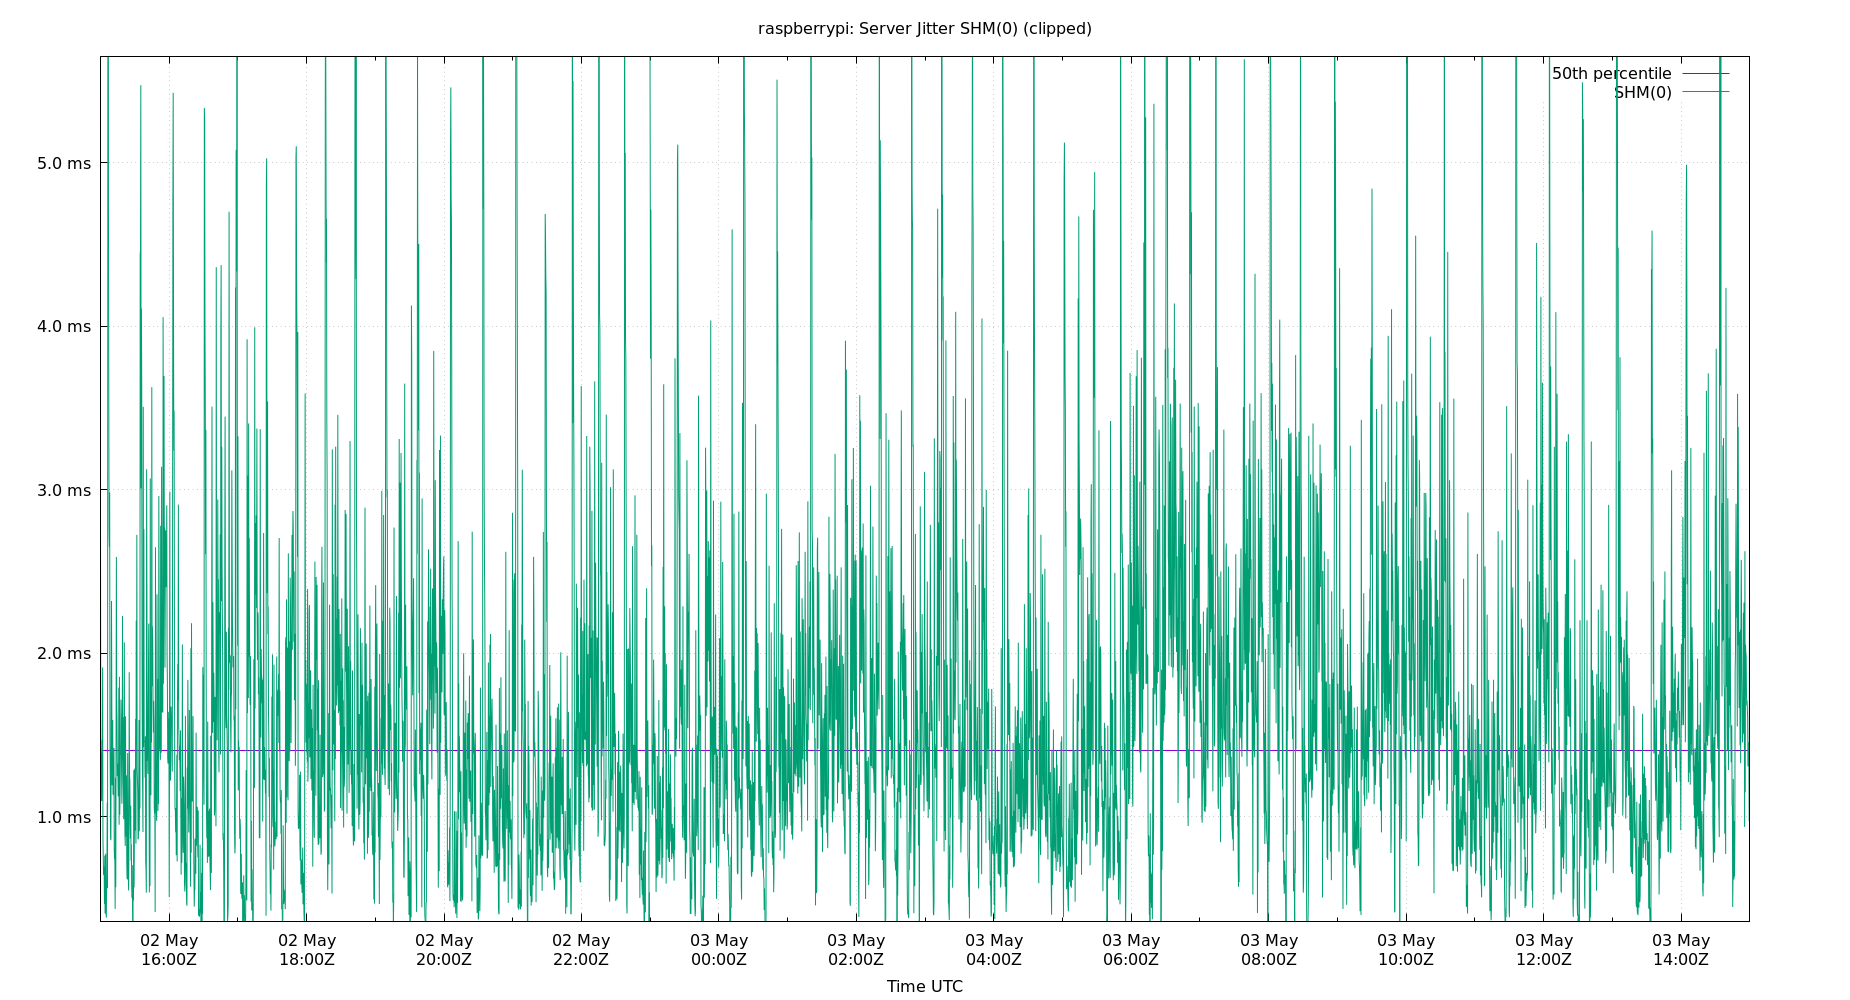 raspberrypi: Server Jitter SHM(0) (clipped)
50th percentile
SHM(0)
5.0 ms
4.0 ms
3.0 ms
2.0 ms
1.0 ms
02 May 02 May 02 May 02 May 03 May 03 May 03 May 03 May 03 May 03 May 03 May 03 May
16:00Z 18:00Z 20:00Z 22:00Z 00:00Z 02:00Z 04:00Z 06:00Z 08:00Z 10:00Z 12:00Z 14:00Z
Time UTC